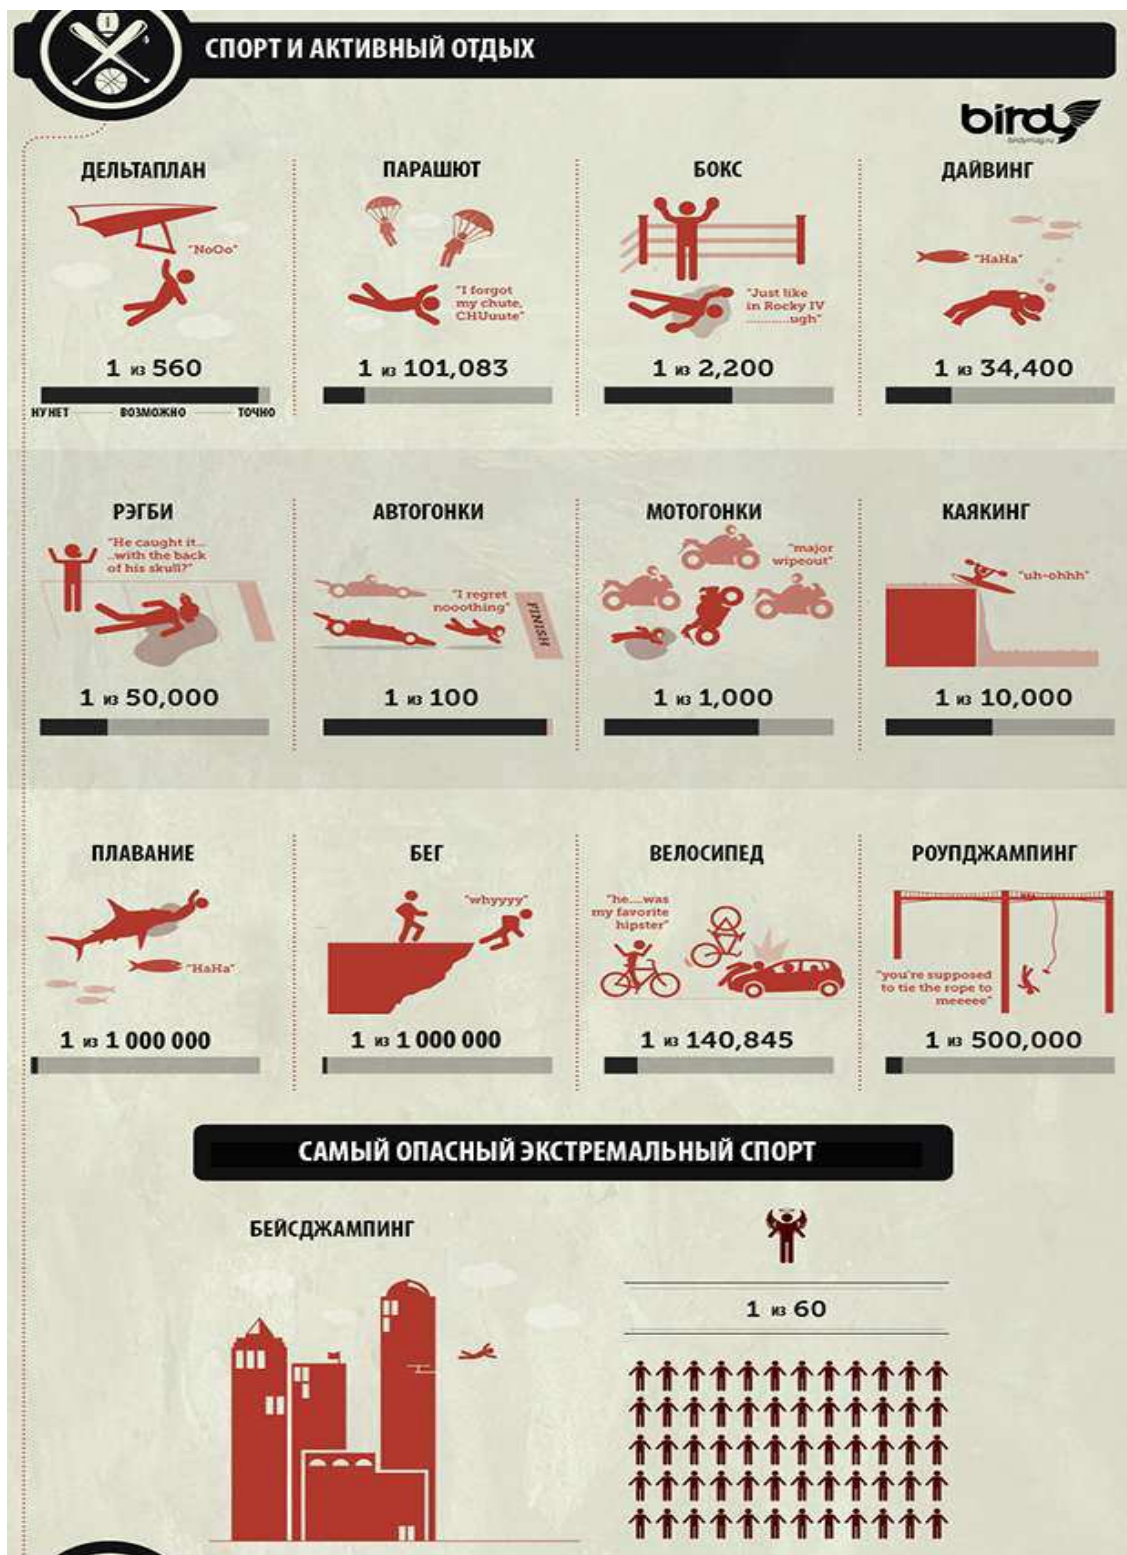 СПОРТ И АКТИВНЫЙ ОТДЫХ
birdy
birdymag.ru
ДЕЛЬТАПЛАН
"NoOo"
1 из 560
НУ НЕТ ВОЗМОЖНО ТОЧНО
ПАРАШЮТ
"I forgot
my chute,
CHUuute"
1 из 101,083
БОКС
"Just like
in Rocky IV
............ugh"
1 из 2,200
ДАЙВИНГ
"HaHa"
1 из 34,400
РЭГБИ
"He caught it...
..with the back
of his skull?"
1 из 50,000
АВТОГОНКИ
"I regret
nooothing"
FINISH
1 из 100
МОТОГОНКИ
"major
wipeout"
1 из 1,000
КАЯКИНГ
"uh-ohhh"
1 из 10,000
ПЛАВАНИЕ
"HaHa"
1 из 1 000 000
БЕГ
"whyyyy"
1 из 1 000 000
ВЕЛОСИПЕД
"he....was
my favorite
hipster"
1 из 140,845
РОУПДЖАМПИНГ
"you're supposed
to tie the rope to
meeeee"
1 из 500,000
САМЫЙ ОПАСНЫЙ ЭКСТРЕМАЛЬНЫЙ СПОРТ
БЕЙСДЖАМПИНГ
1 из 60